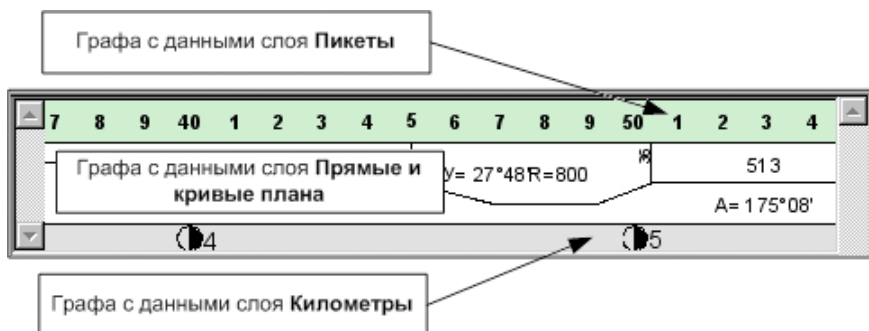 Графа с данными слоя Пикеты
7 8 9 40 1 2 3 4 5 6 7 8 9 50 1 2 3 4
Графа с данными слоя Прямые и
кривые плана
У= 27°48'R=800
513
A= 175°08'
4 5
Графа с данными слоя Километры